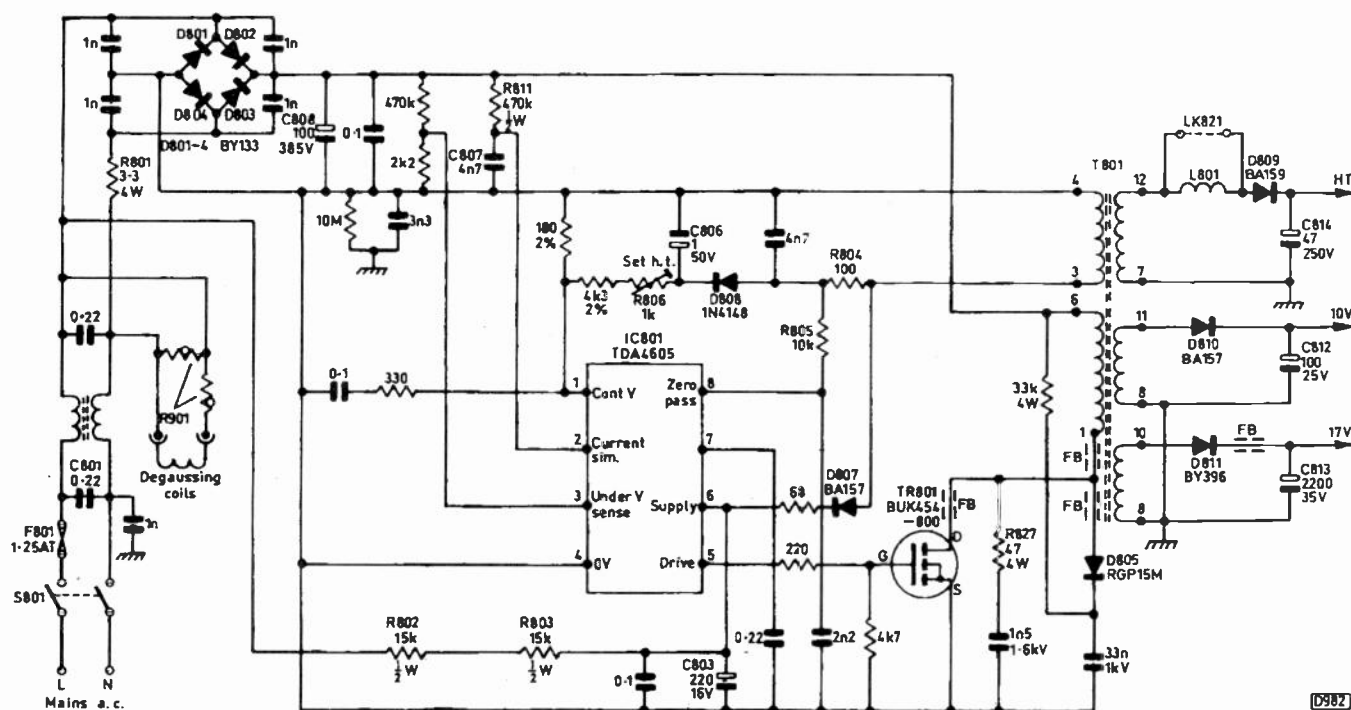 D801 D802
1n
1n
1n
1n
D804 D803
D801-4 BY133
R801
3-3
4W
C808
100
385V
0·1
470k
2k2
R811
470k
½W
C807
4n7
10M
3n3
180
2%
C806
1
50V
4n7
Set h.t.
4k3
2%
R806
1k
D808
1N4148
R804
100
R805
10k
T801
4
3
6
1
12
7
11
8
10
8
LK821
L801
D809
BA159
HT
C814
47
250V
D810
BA157
10V
C812
100
25V
D811
BY396
FB
17V
C813
2200
35V
0·22
R901
Degaussing
coils
C801
0·22
1n
F801
1·25AT
S801
L N
Mains a.c.
0·1
330
IC801
TDA4605
1 Cont V
2 Current
sim.
3 Under V
sense
4 0V
Zero
pass 8
7
Supply 6
Drive 5
D807
BA157
68
220
TR801
BUK454
-800
FB
G
D
S
33k
4W
FB
FB
R827
47
4W
1n5
1·6kV
D805
RGP15M
33n
1kV
R802
15k
½W
R803
15k
½W
0·1
C803
220
16V
0·22
2n2
4k7
D982